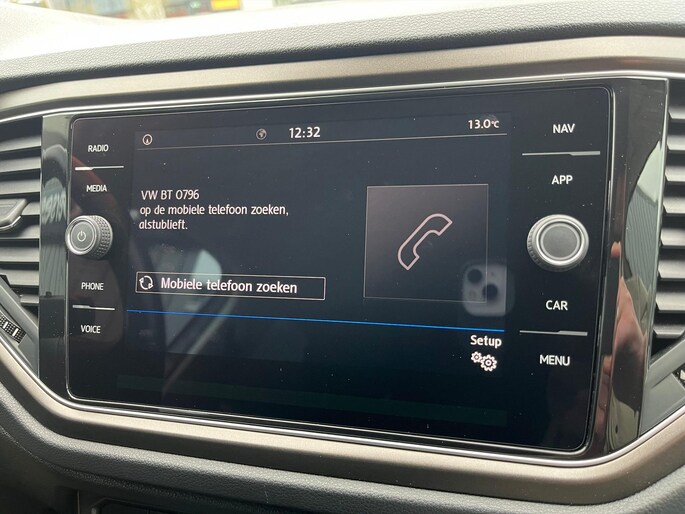 12:32
13.0°C
RADIO
MEDIA
PHONE
VOICE
VW BT 0796
op de mobiele telefoon zoeken,
alstublieft.
Mobiele telefoon zoeken
Setup
NAV
APP
CAR
MENU